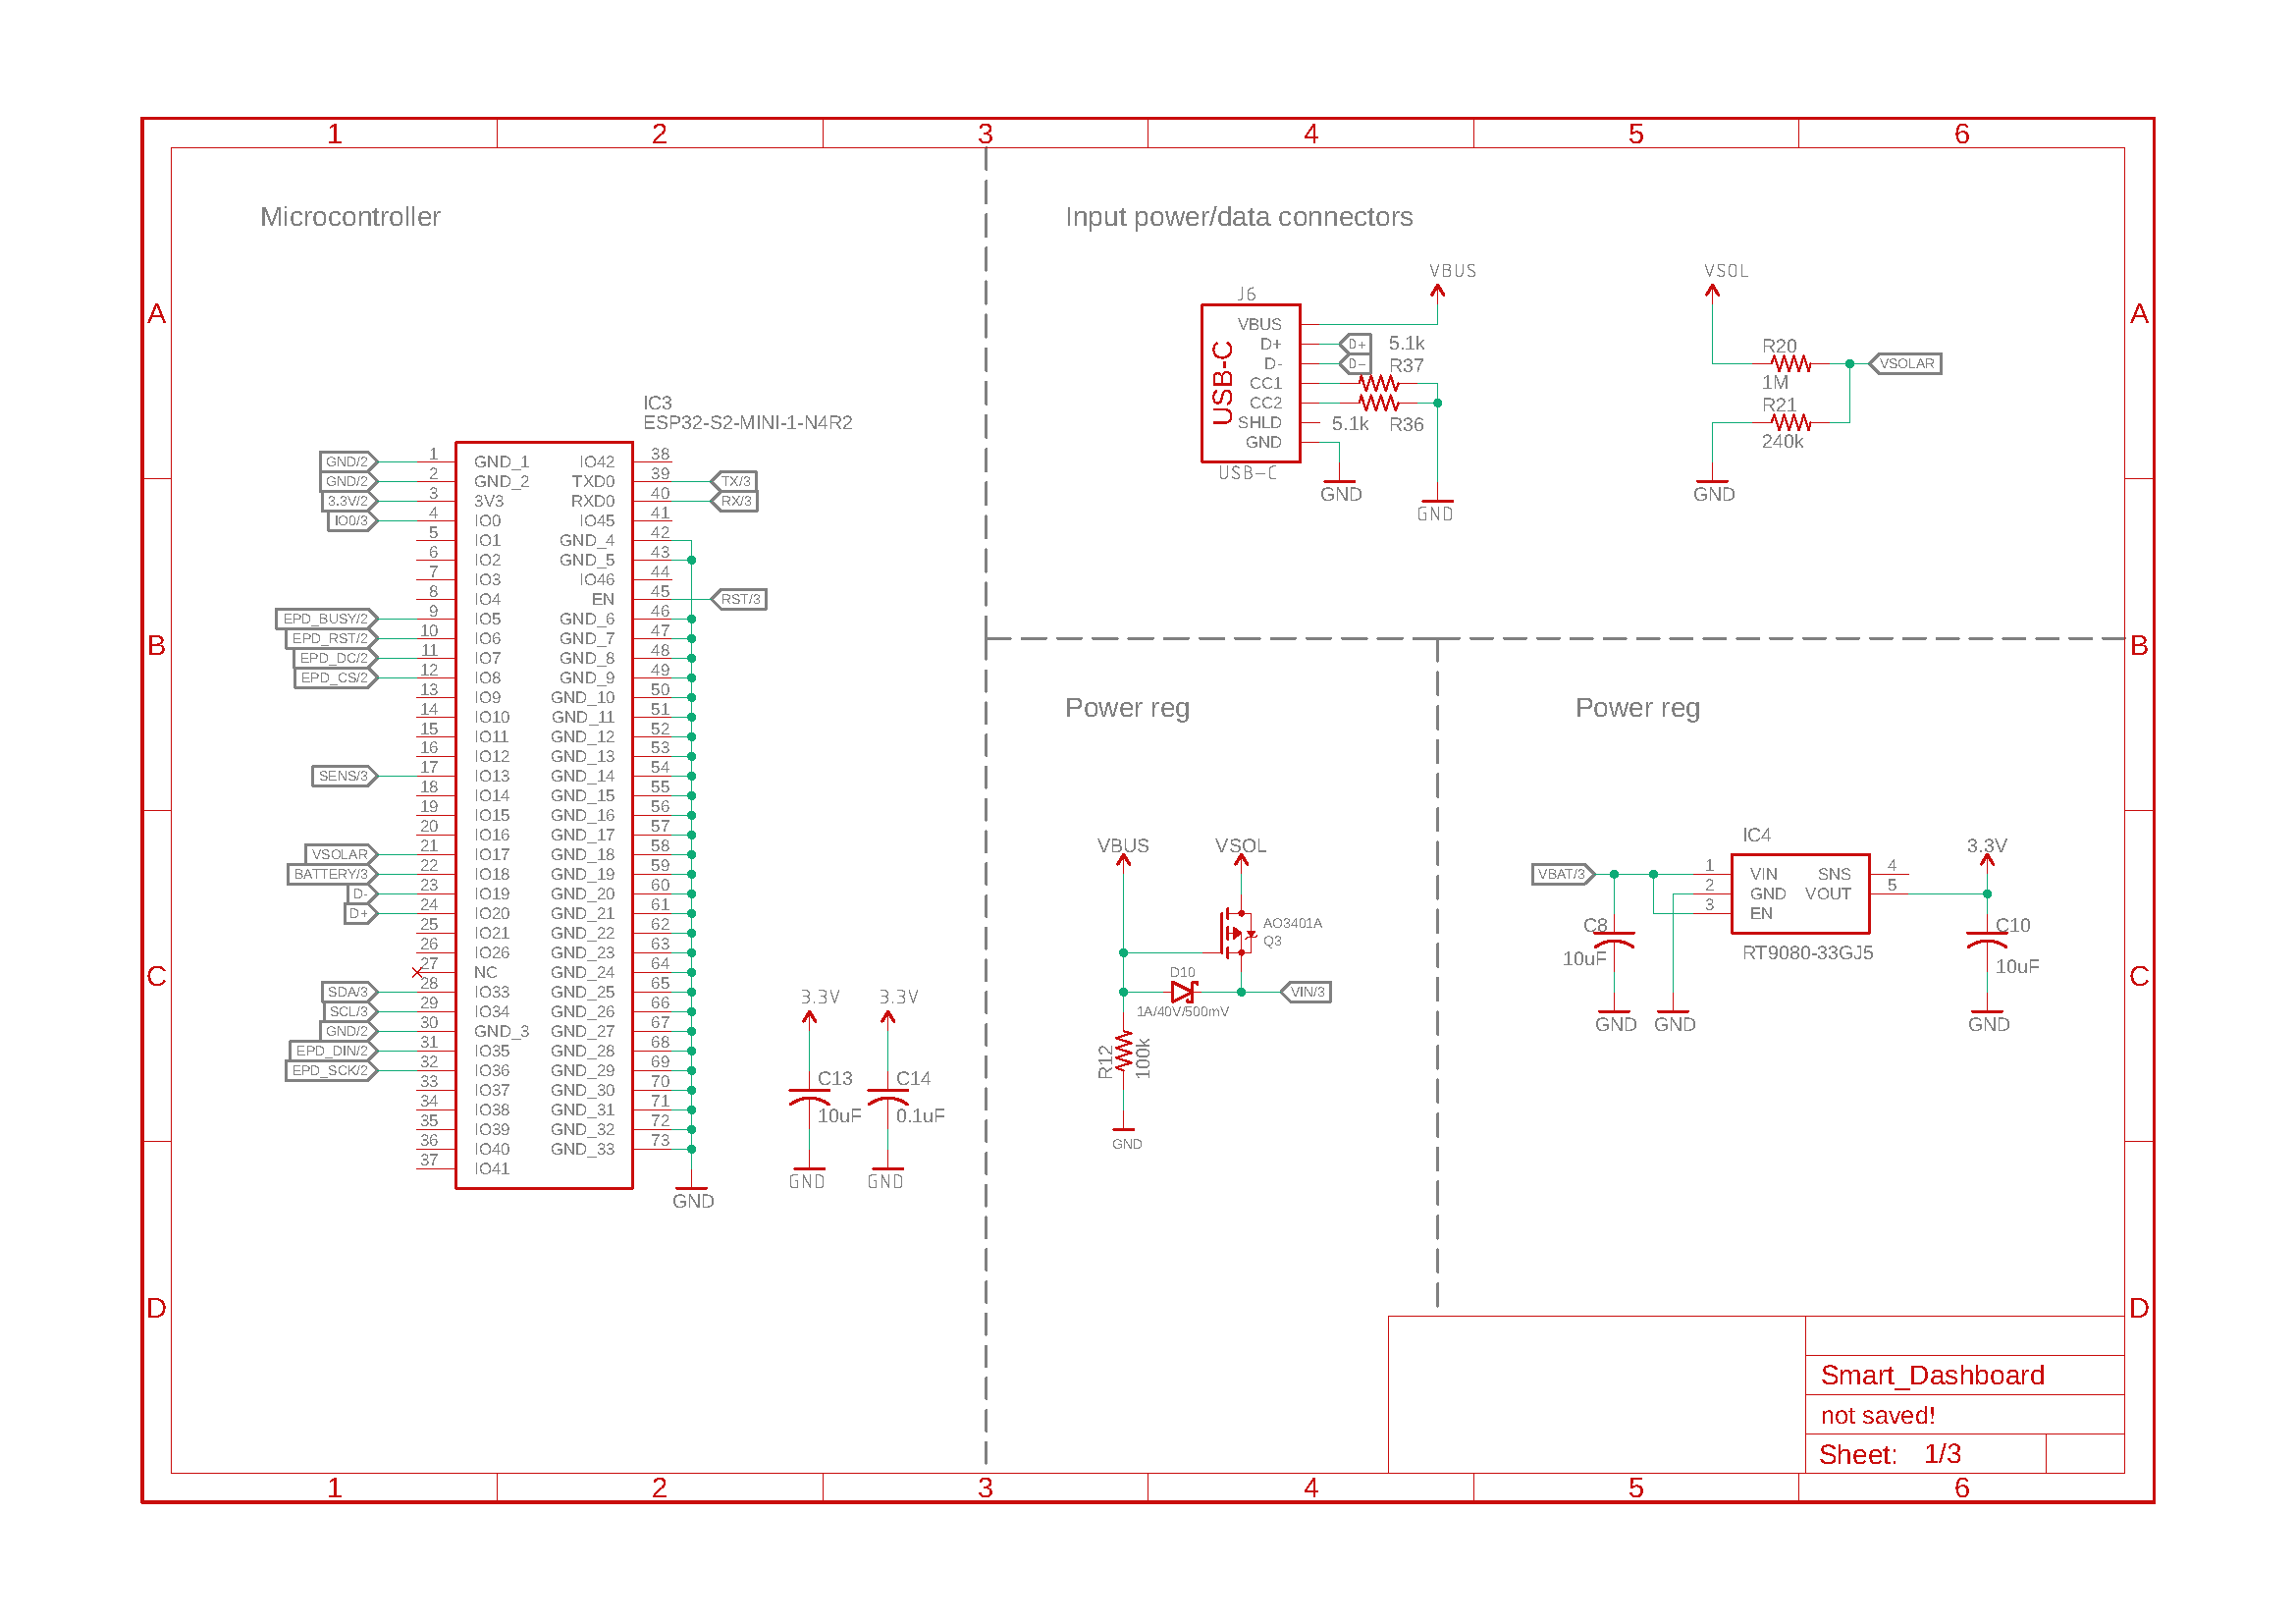 1 2 3 4 5 6
A A
B B
C C
D D
Microcontroller
IC3
ESP32-S2-MINI-1-N4R2
GND/2 1 GND_1 IO42 38
GND/2 2 GND_2 TXD0 39 TX/3
3.3V/2 3 3V3 RXD0 40 RX/3
IO0/3 4 IO0 IO45 41
5 IO1 GND_4 42
6 IO2 GND_5 43
7 IO3 IO46 44
8 IO4 EN 45 RST/3
EPD_BUSY/2 9 IO5 GND_6 46
EPD_RST/2 10 IO6 GND_7 47
EPD_DC/2 11 IO7 GND_8 48
EPD_CS/2 12 IO8 GND_9 49
13 IO9 GND_10 50
14 IO10 GND_11 51
15 IO11 GND_12 52
16 IO12 GND_13 53
SENS/3 17 IO13 GND_14 54
18 IO14 GND_15 55
19 IO15 GND_16 56
20 IO16 GND_17 57
VSOLAR 21 IO17 GND_18 58
BATTERY/3 22 IO18 GND_19 59
D- 23 IO19 GND_20 60
D+ 24 IO20 GND_21 61
25 IO21 GND_22 62
26 IO26 GND_23 63
27 NC GND_24 64
SDA/3 28 IO33 GND_25 65
SCL/3 29 IO34 GND_26 66
GND/2 30 GND_3 GND_27 67
EPD_DIN/2 31 IO35 GND_28 68
EPD_SCK/2 32 IO36 GND_29 69
33 IO37 GND_30 70
34 IO38 GND_31 71
35 IO39 GND_32 72
36 IO40 GND_33 73
37 IO41
GND
3.3V 3.3V
C13 C14
10uF 0.1uF
GND GND
Input power/data connectors
VBUS
J6
USB-C
VBUS
D+ D+ 5.1k
D- D- R37
CC1
CC2
SHLD 5.1k R36
GND
USB-C
GND
GND
VSOL
R20
1M
VSOLAR
R21
240k
GND
Power reg
VBUS VSOL
AO3401A
Q3
D10
1A/40V/500mV
VIN/3
R12
100k
GND
Power reg
IC4
3.3V
VBAT/3 1 VIN SNS 4
2 GND VOUT 5
3 EN
C8
10uF
RT9080-33GJ5
C10
10uF
GND GND GND
Smart_Dashboard
not saved!
Sheet: 1/3
1 2 3 4 5 6